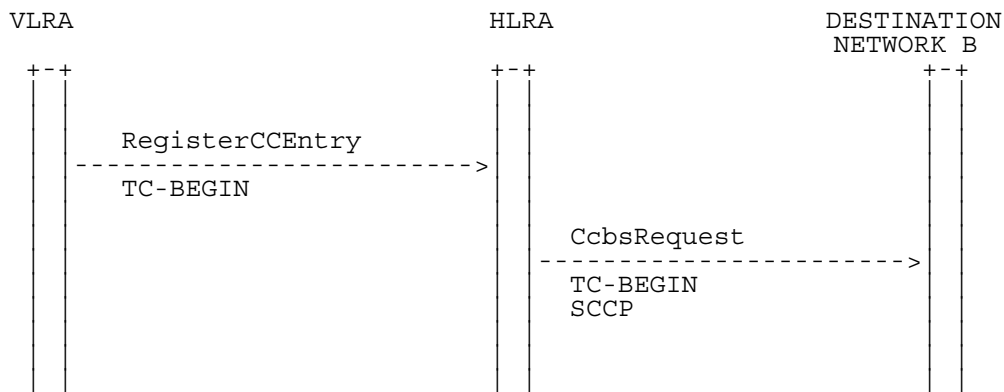 VLRA HLRA DESTINATION
NETWORK B
+-+ +-+ +-+
RegisterCCEntry
------------------------->
TC-BEGIN
CcbsRequest
----------------------->
TC-BEGIN
SCCP